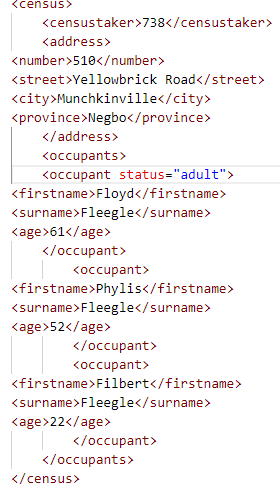 <census>
<censustaker>738</censustaker>
<address>
<number>510</number>
<street>Yellowbrick Road</street>
<city>Munchkinville</city>
<province>Negbo</province>
</address>
<occupants>
<occupant status="adult">
<firstname>Floyd</firstname>
<surname>Fleegle</surname>
<age>61</age>
</occupant>
<occupant>
<firstname>Phylis</firstname>
<surname>Fleegle</surname>
<age>52</age>
</occupant>
<occupant>
<firstname>Filbert</firstname>
<surname>Fleegle</surname>
<age>22</age>
</occupant>
</occupants>
</census>